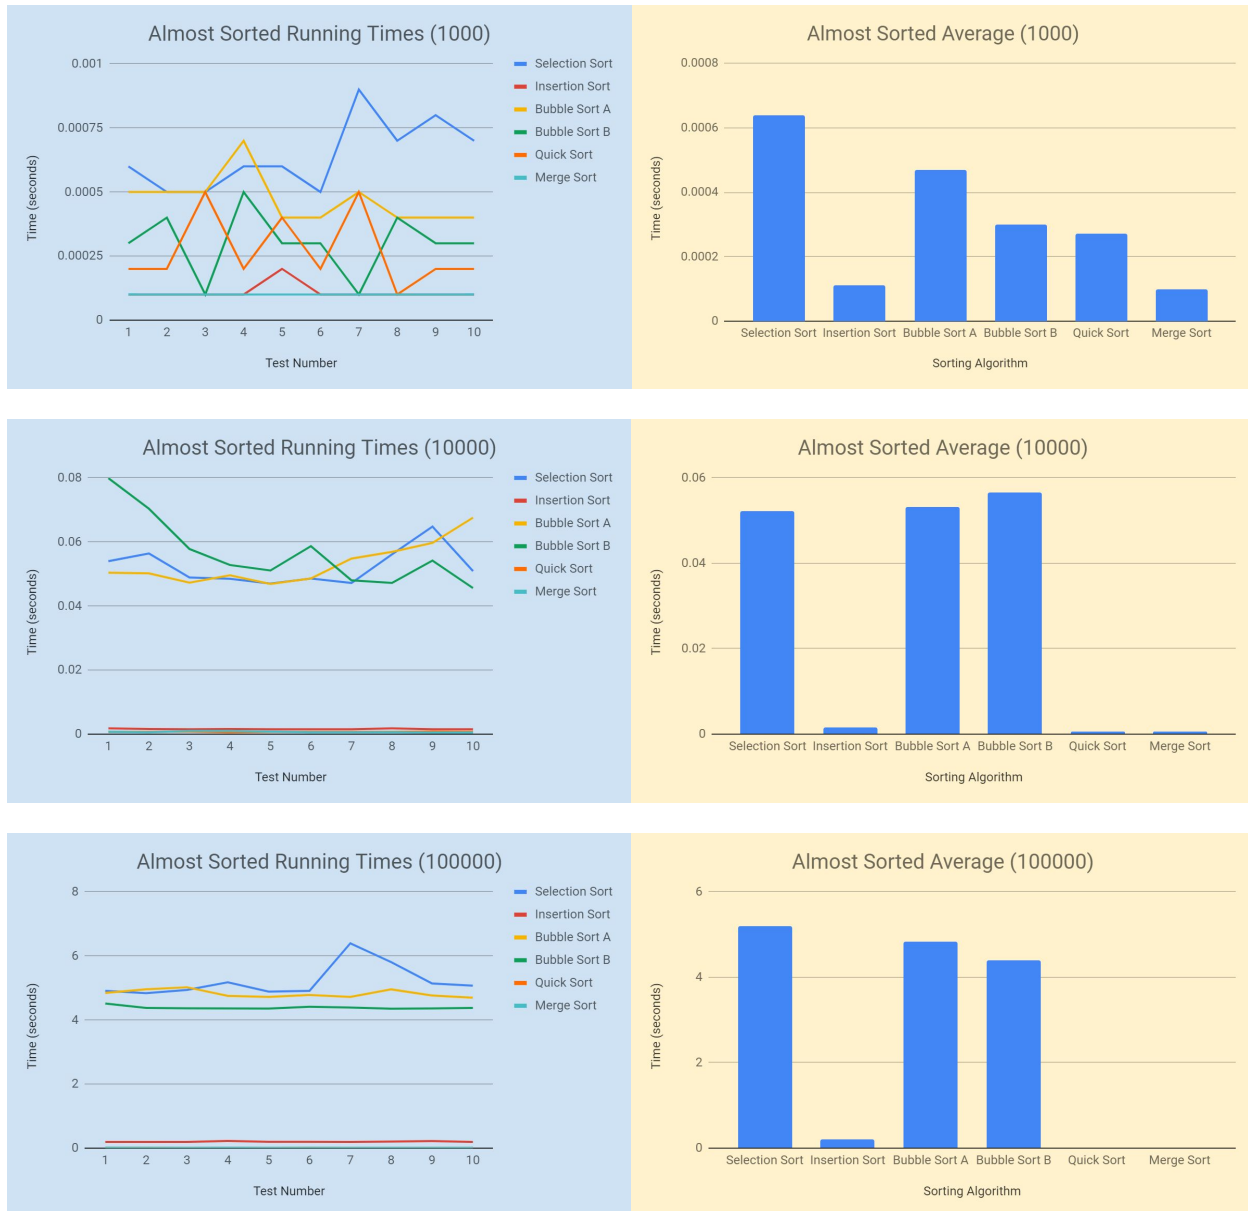 Almost Sorted Running Times (1000)
0.001
0.00075
0.0005
0.00025
0
Time (seconds)
1 2 3 4 5 6 7 8 9 10
Test Number
Selection Sort
Insertion Sort
Bubble Sort A
Bubble Sort B
Quick Sort
Merge Sort
Almost Sorted Average (1000)
0.0008
0.0006
0.0004
0.0002
0
Time (seconds)
Selection Sort Insertion Sort Bubble Sort A Bubble Sort B Quick Sort Merge Sort
Sorting Algorithm
Almost Sorted Running Times (10000)
0.08
0.06
0.04
0.02
0
Time (seconds)
1 2 3 4 5 6 7 8 9 10
Test Number
Selection Sort
Insertion Sort
Bubble Sort A
Bubble Sort B
Quick Sort
Merge Sort
Almost Sorted Average (10000)
0.06
0.04
0.02
0
Time (seconds)
Selection Sort Insertion Sort Bubble Sort A Bubble Sort B Quick Sort Merge Sort
Sorting Algorithm
Almost Sorted Running Times (100000)
8
6
4
2
0
Time (seconds)
1 2 3 4 5 6 7 8 9 10
Test Number
Selection Sort
Insertion Sort
Bubble Sort A
Bubble Sort B
Quick Sort
Merge Sort
Almost Sorted Average (100000)
6
4
2
0
Time (seconds)
Selection Sort Insertion Sort Bubble Sort A Bubble Sort B Quick Sort Merge Sort
Sorting Algorithm